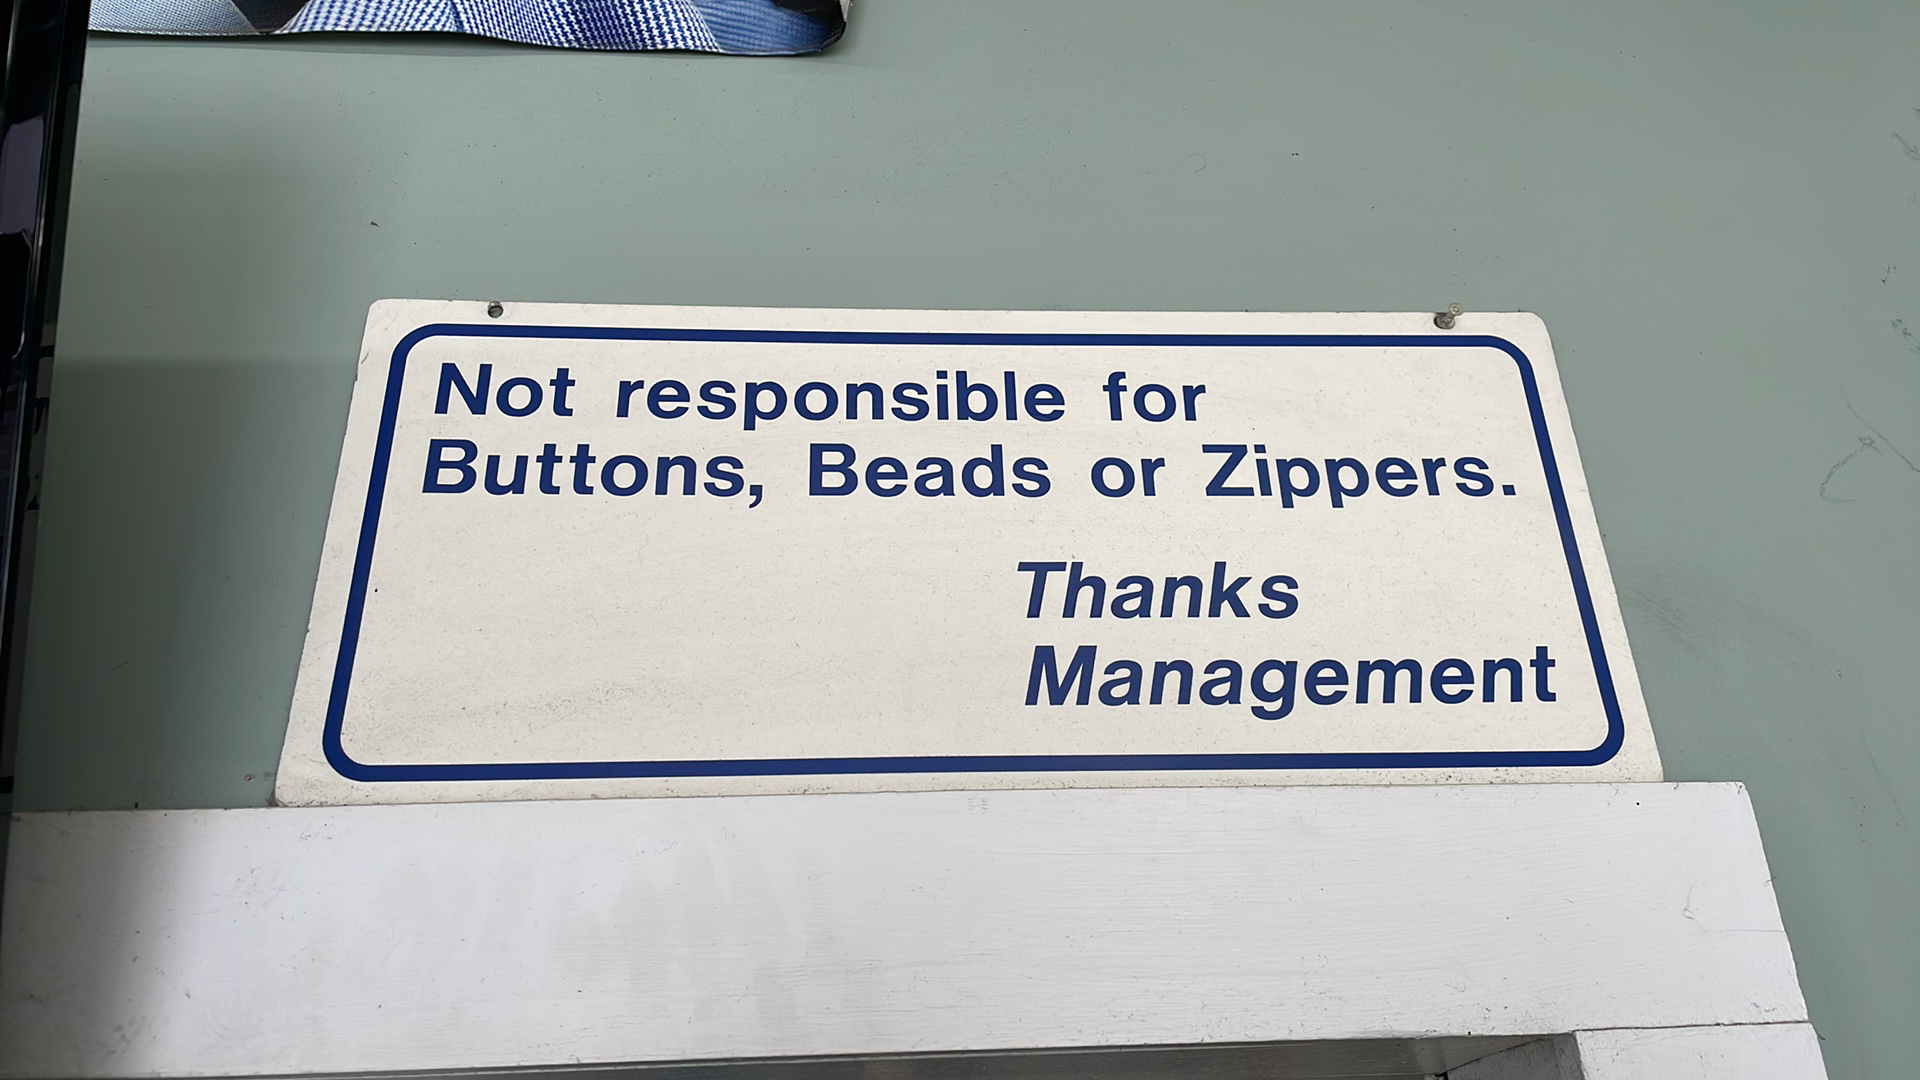 Not responsible for
Buttons, Beads or Zippers.
Thanks
Management